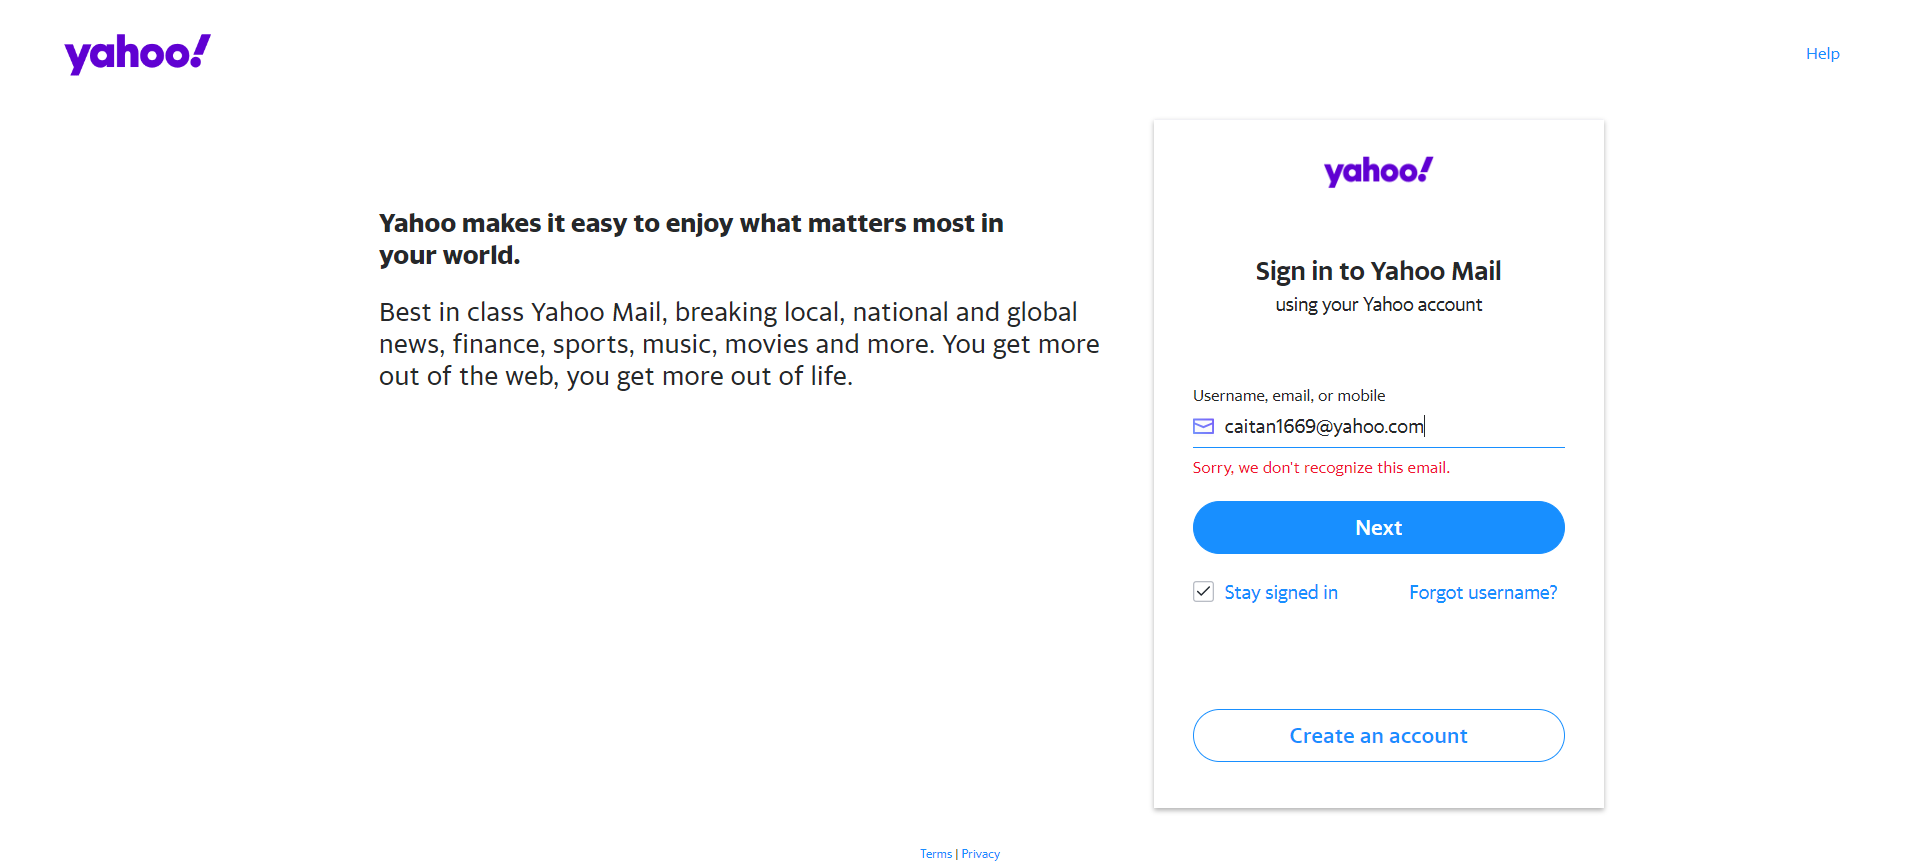 yahoo!
Help
Yahoo makes it easy to enjoy what matters most in
your world.
Best in class Yahoo Mail, breaking local, national and global
news, finance, sports, music, movies and more. You get more
out of the web, you get more out of life.
yahoo!
Sign in to Yahoo Mail
using your Yahoo account
Username, email, or mobile
caitan1669@yahoo.com
Sorry, we don't recognize this email.
Next
Stay signed in
Forgot username?
Create an account
Terms | Privacy